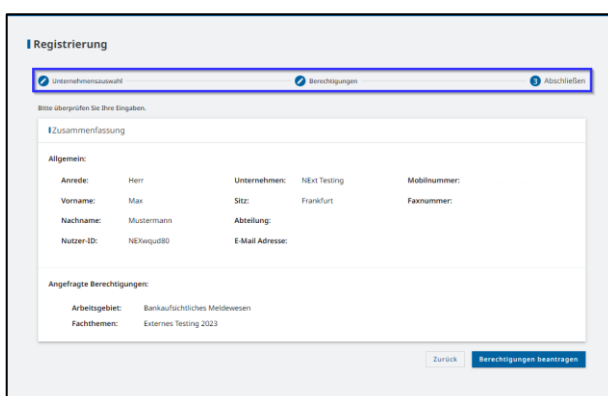 Registrierung
Unternehmensauswahl Berechtigungen 3 Abschließen
Bitte überprüfen Sie Ihre Eingaben.
Zusammenfassung
Allgemein:
Anrede: Herr Unternehmen: NExt Testing Mobilnummer:
Vorname: Max Sitz: Frankfurt Faxnummer:
Nachname: Mustermann Abteilung:
Nutzer-ID: NEXwqud80 E-Mail Adresse:
Angefragte Berechtigungen:
Arbeitsgebiet: Bankaufsichtliches Meldewesen
Fachthemen: Externes Testing 2023
Zurück Berechtigungen beantragen